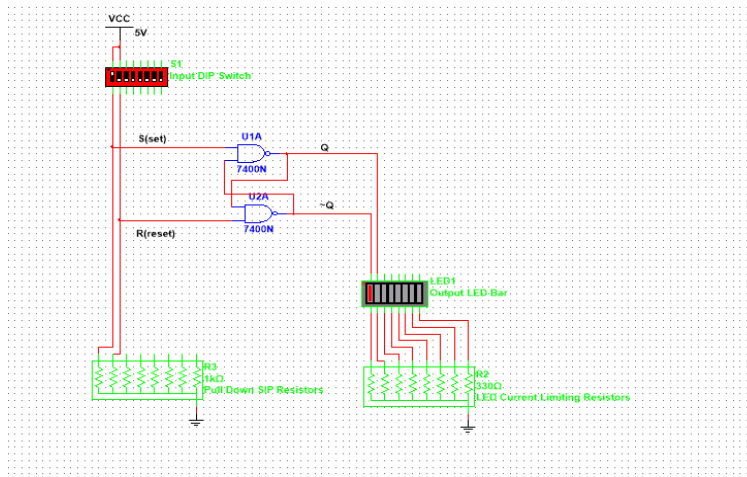 VCC
5V
S1
Input DIP Switch
S(set)
U1A
Q
7400N
U2A
~Q
7400N
R(reset)
LED1
Output LED Bar
R3
1kΩ
Pull Down SIP Resistors
R2
330Ω
LED Current Limiting Resistors